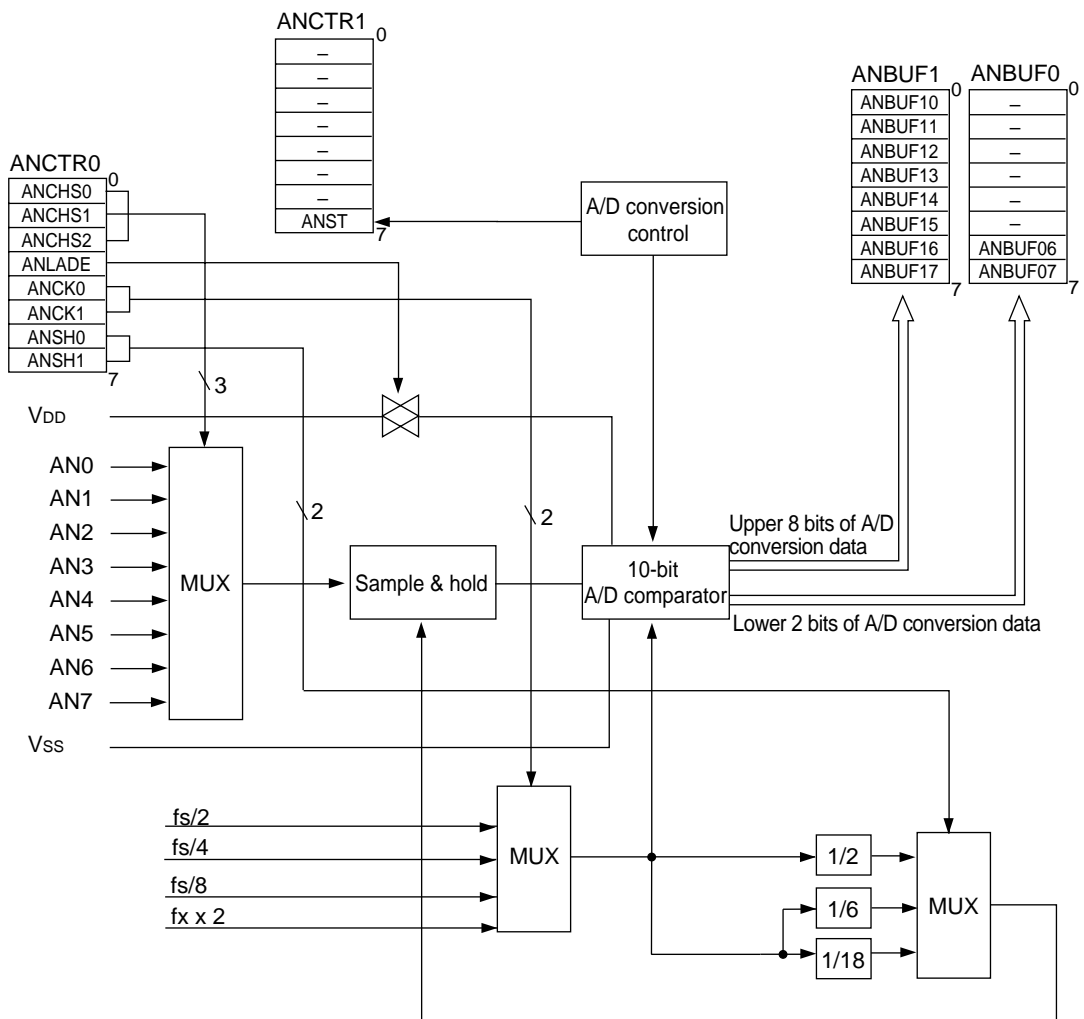 ANCTR1
0
–
–
–
–
–
–
–
ANST
7
ANBUF1
0
ANBUF10
ANBUF11
ANBUF12
ANBUF13
ANBUF14
ANBUF15
ANBUF16
ANBUF17
7
ANBUF0
0
–
–
–
–
–
–
ANBUF06
ANBUF07
7
ANCTR0
0
ANCHS0
ANCHS1
ANCHS2
ANLADE
ANCK0
ANCK1
ANSH0
ANSH1
7
A/D conversion
control
3
VDD
AN0
AN1
AN2
AN3
AN4
AN5
AN6
AN7
VSS
MUX
2
2
Sample & hold
10-bit
A/D comparator
Upper 8 bits of A/D
conversion data
Lower 2 bits of A/D conversion data
fs/2
fs/4
fs/8
fx x 2
MUX
1/2
1/6
1/18
MUX